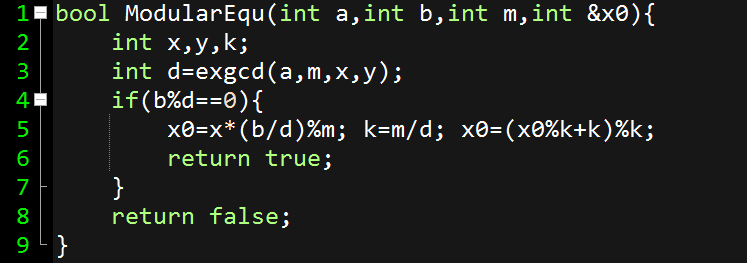 1 bool ModularEqu(int a,int b,int m,int &x0){
2     int x,y,k;
3     int d=exgcd(a,m,x,y);
4     if(b%d==0){
5         x0=x*(b/d)%m; k=m/d; x0=(x0%k+k)%k;
6         return true;
7     }
8     return false;
9 }